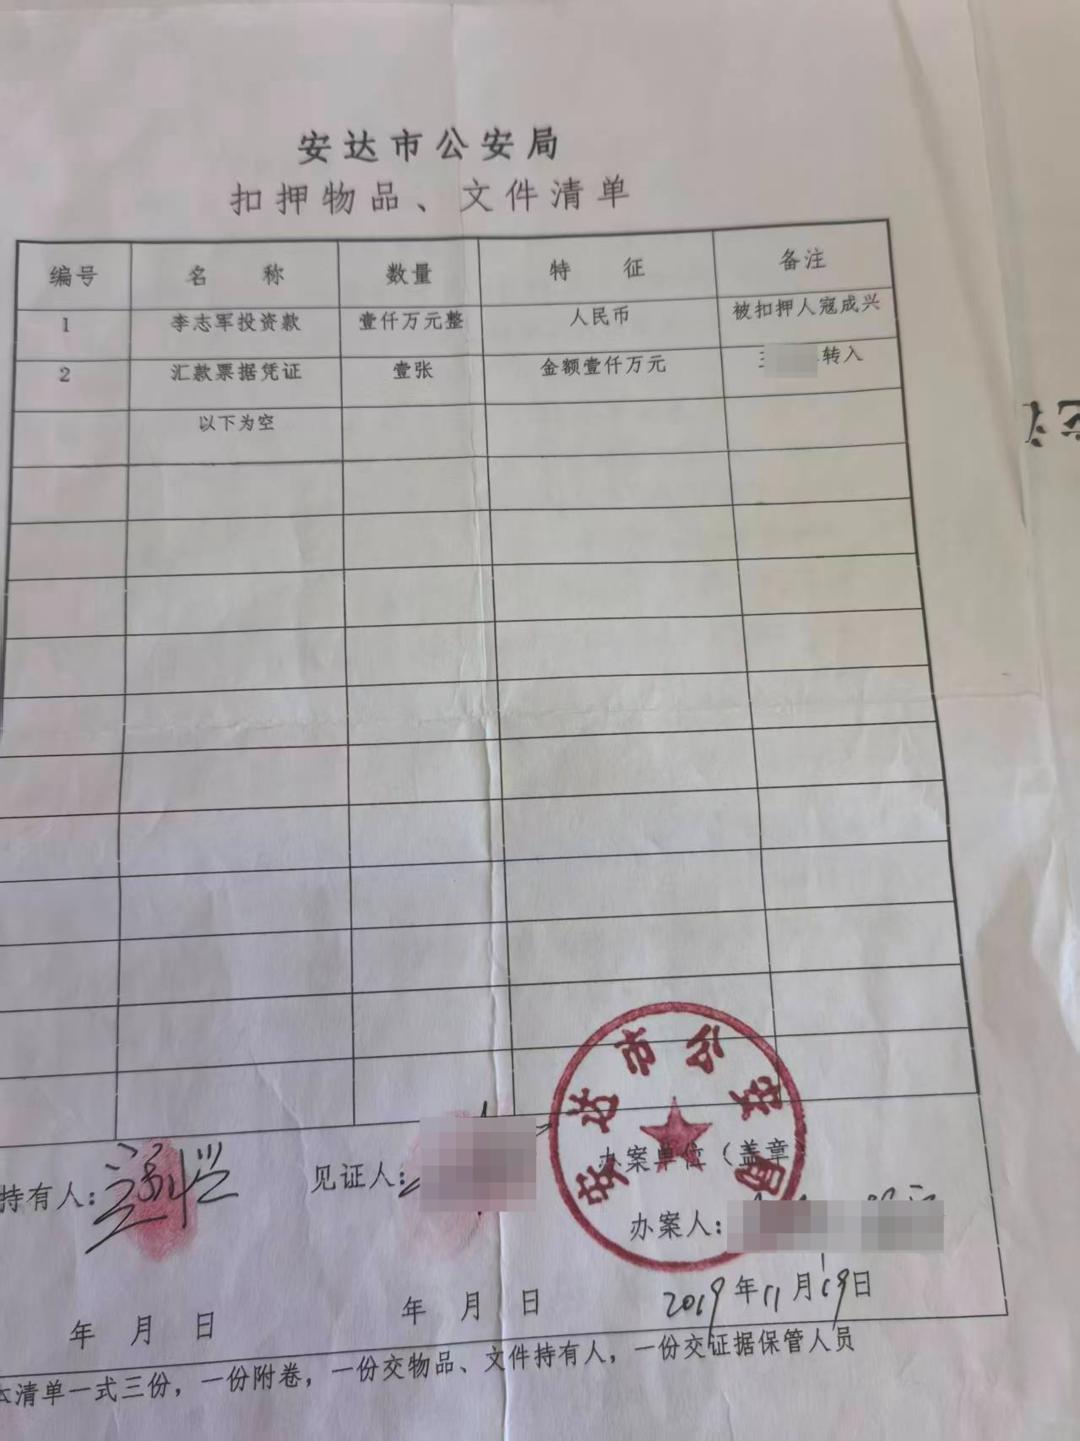 安达市公安局
扣押物品、文件清单
编号 名 称 数量 特 征 备注
1 李志军投资款 壹仟万元整 人民币 被扣押人寇成兴
2 汇款票据凭证 壹张 金额壹仟万元 转入
以下为空
安达市公安局
办案单位（盖章
持有人： 见证人：
办案人：
年 月 日 年 月 日 2019年11月19日
本清单一式三份，一份附卷，一份交物品、文件持有人，一份交证据保管人员